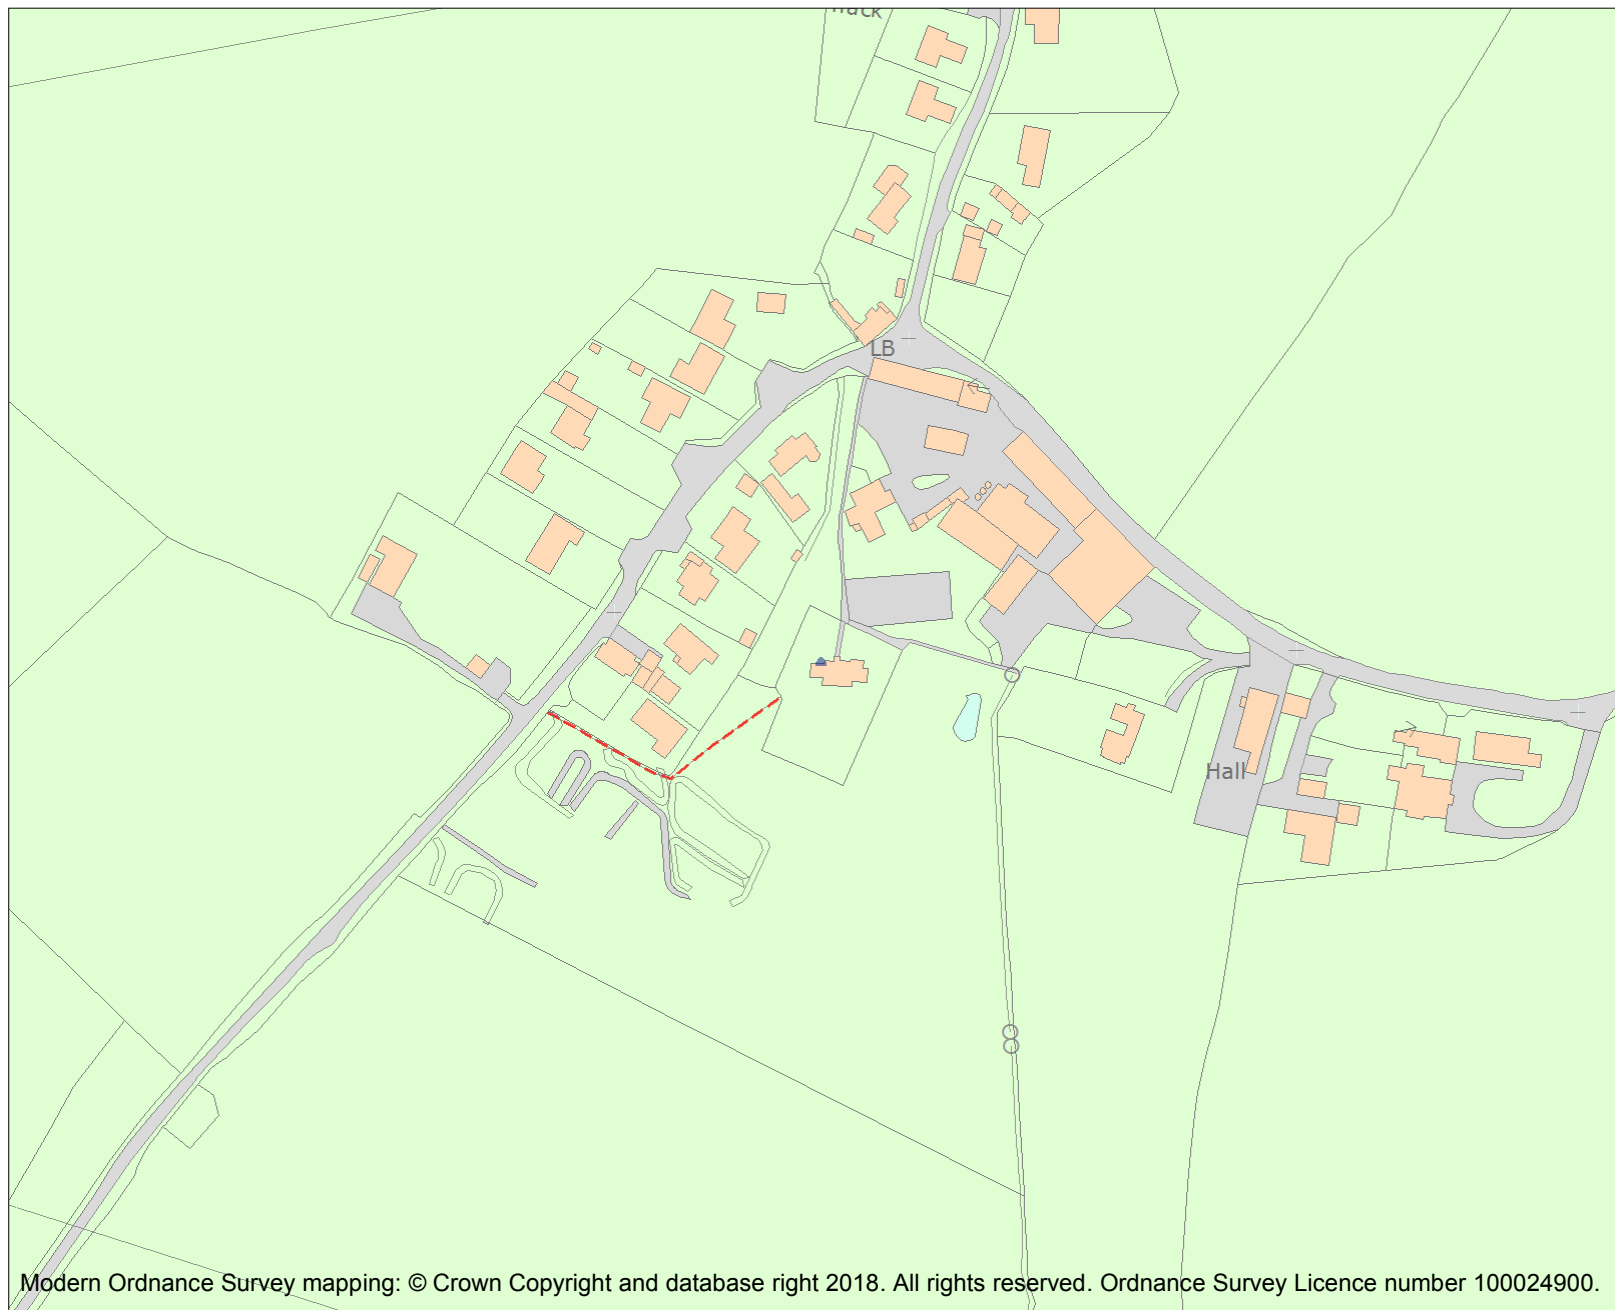 LB
Hall
Modern Ordnance Survey mapping: © Crown Copyright and database right 2018. All rights reserved. Ordnance Survey Licence number 100024900.